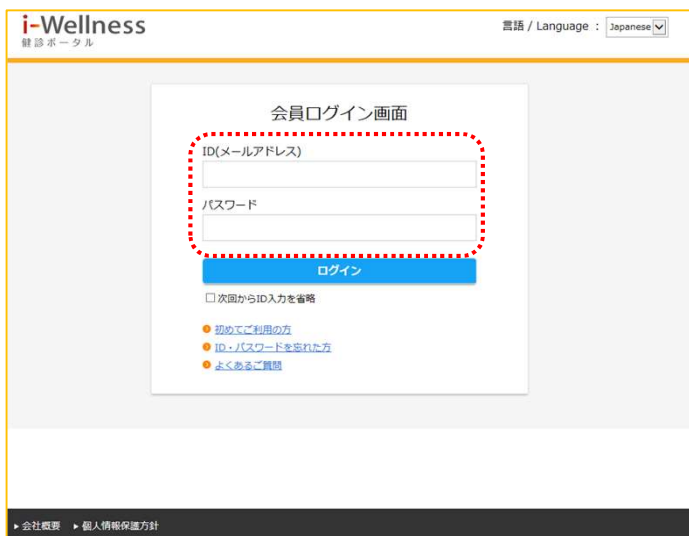 i-Wellness
健診ポータル
言語 / Language : Japanese
会員ログイン画面
ID(メールアドレス)
パスワード
ログイン
次回からID入力を省略
初めてご利用の方
ID・パスワードを忘れた方
よくあるご質問
会社概要 個人情報保護方針